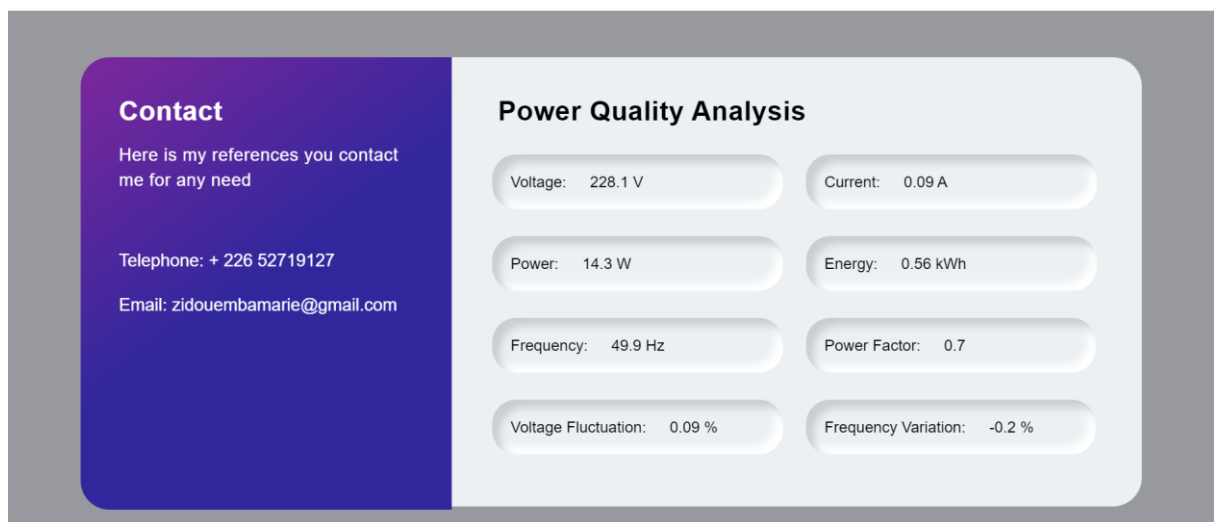 Contact
Here is my references you contact
me for any need
Telephone: + 226 52719127
Email: zidouembamarie@gmail.com
Power Quality Analysis
Voltage: 228.1 V
Current: 0.09 A
Power: 14.3 W
Energy: 0.56 kWh
Frequency: 49.9 Hz
Power Factor: 0.7
Voltage Fluctuation: 0.09 %
Frequency Variation: -0.2 %